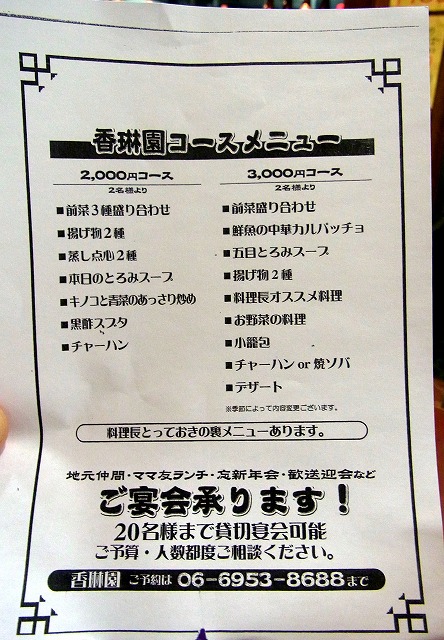 香琳園コースメニュー
2,000円コース
2名様より
■前菜３種盛り合わせ
■揚げ物２種
■蒸し点心２種
■本日のとろみスープ
■キノコと青菜のあっさり炒め
■黒酢スブタ
■チャーハン
3,000円コース
2名様より
■前菜盛り合わせ
■鮮魚の中華カルパッチョ
■五目とろみスープ
■揚げ物２種
■料理長オススメ料理
■お野菜の料理
■小籠包
■チャーハン or 焼ソバ
■デザート
※季節によって内容変更ございます。
料理長とっておきの裏メニューあります。
地元仲間・ママ友ランチ・忘新年会・歓送迎会など
ご宴会承ります！
20名様まで貸切宴会可能
ご予算・人数都度ご相談ください。
香琳園 ご予約は 06-6953-8688まで